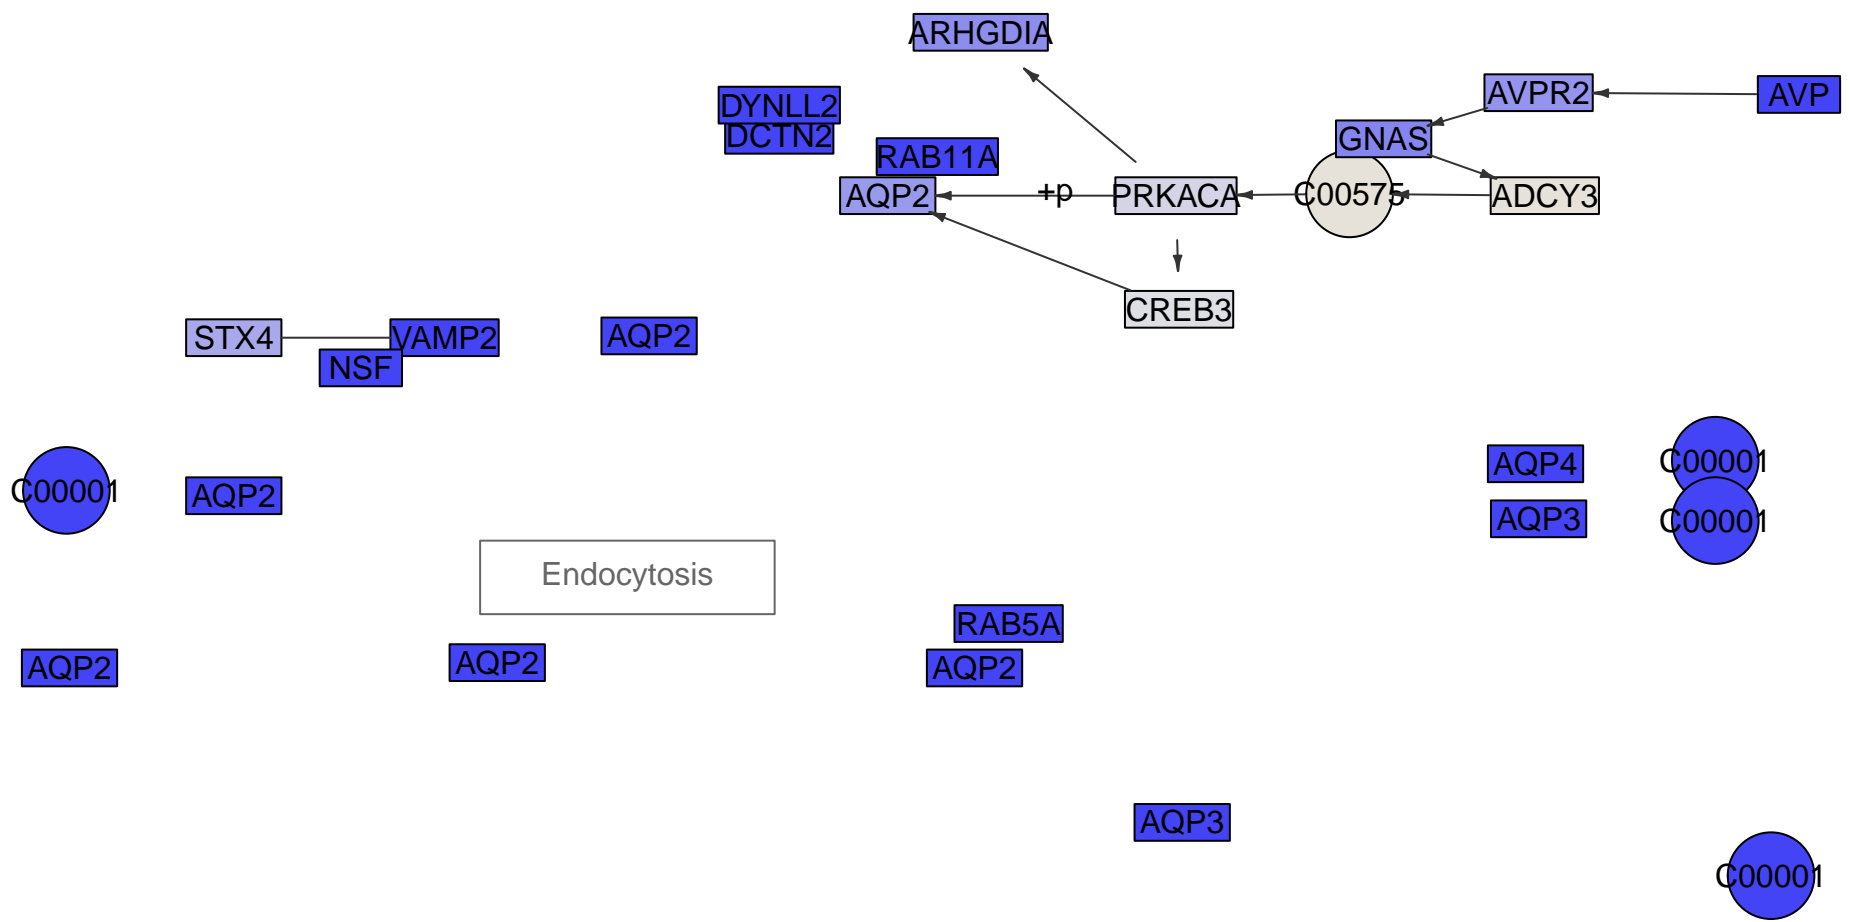 ARHGDIA
DYNLL2
AVPR2
AVP
DCTN2
GNAS
RAB11A
AQP2
+p
PRKACA
C00575
ADCY3
CREB3
STX4
VAMP2
AQP2
NSF
AQP4
C00001
C00001
AQP2
AQP3
C00001
Endocytosis
RAB5A
AQP2
AQP2
AQP2
AQP3
C00001